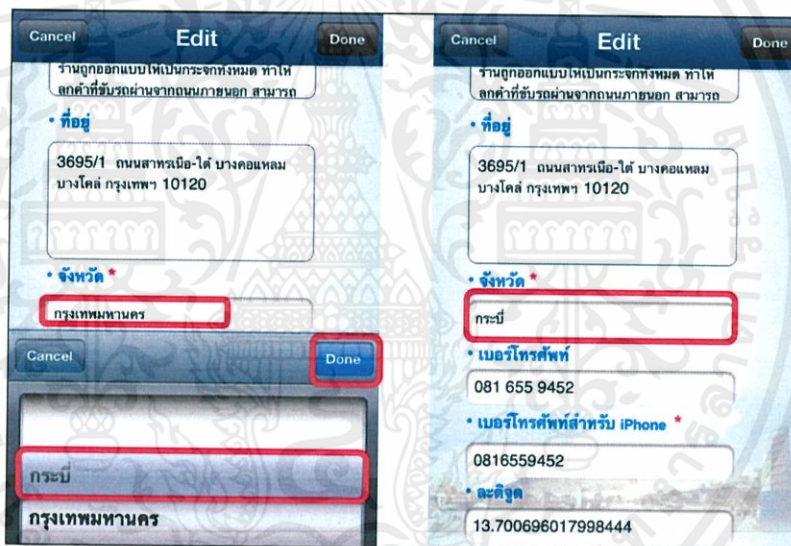 Cancel Edit Done
ร้านถูกออกแบบให้เป็นกระจกทั้งหมด ทำให้
ลูกค้าที่ขับรถผ่านจากถนนภายนอก สามารถ
• ที่อยู่
3695/1 ถนนสาทรเนือ-ใต้ บางคอแหลม
บางโคล่ กรุงเทพฯ 10120
• จังหวัด *
กรุงเทพมหานคร
Cancel Done
กระบี่
กรุงเทพมหานคร
Cancel Edit Done
ร้านถูกออกแบบให้เป็นกระจกทั้งหมด ทำให้
ลูกค้าที่ขับรถผ่านจากถนนภายนอก สามารถ
• ที่อยู่
3695/1 ถนนสาทรเนือ-ใต้ บางคอแหลม
บางโคล่ กรุงเทพฯ 10120
• จังหวัด *
กระบี่
• เบอร์โทรศัพท์
081 655 9452
• เบอร์โทรศัพท์สำหรับ iPhone *
0816559452
• ละติจูด
13.700696017998444